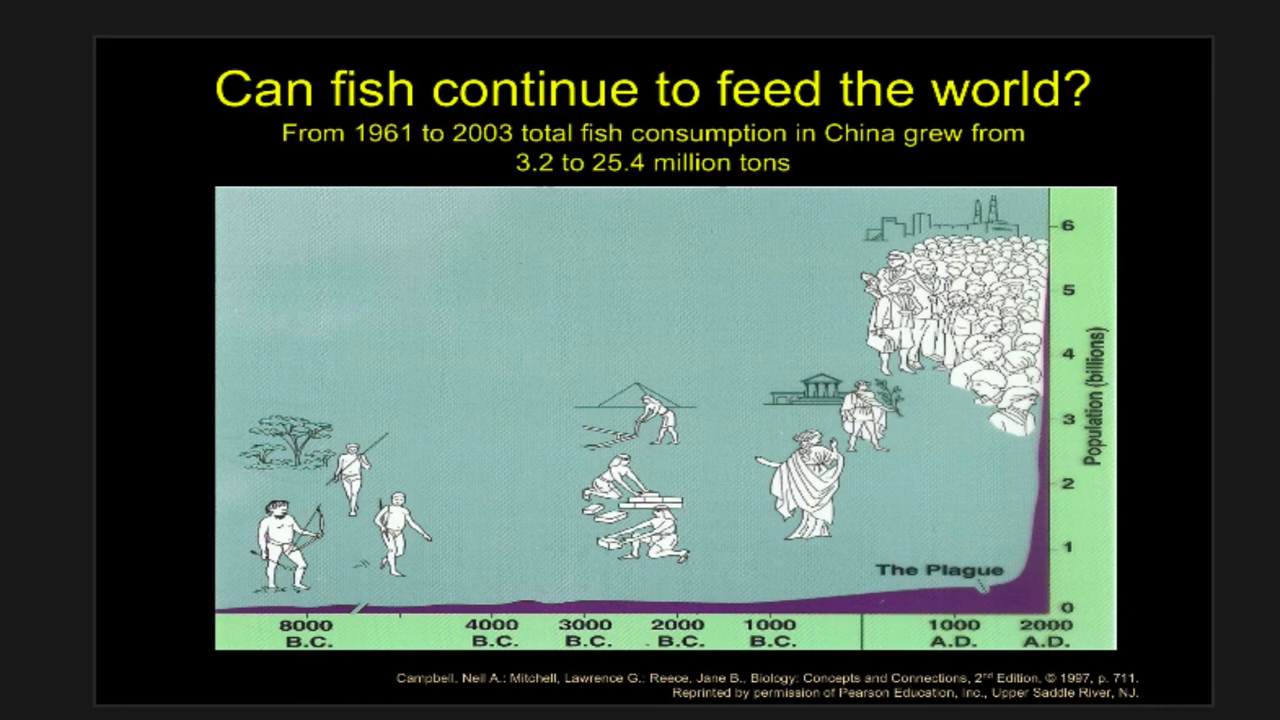 Can fish continue to feed the world?
From 1961 to 2003 total fish consumption in China grew from
3.2 to 25.4 million tons
6
5
4
3
2
1
0
Population (billions)
The Plague
8000 4000 3000 2000 1000 1000 2000
B.C. B.C. B.C. B.C. B.C. A.D. A.D.
Campbell, Neil A.; Mitchell, Lawrence G.; Reece, Jane B., Biology: Concepts and Connections, 2nd Edition, © 1997, p. 711.
Reprinted by permission of Pearson Education, Inc., Upper Saddle River, NJ.